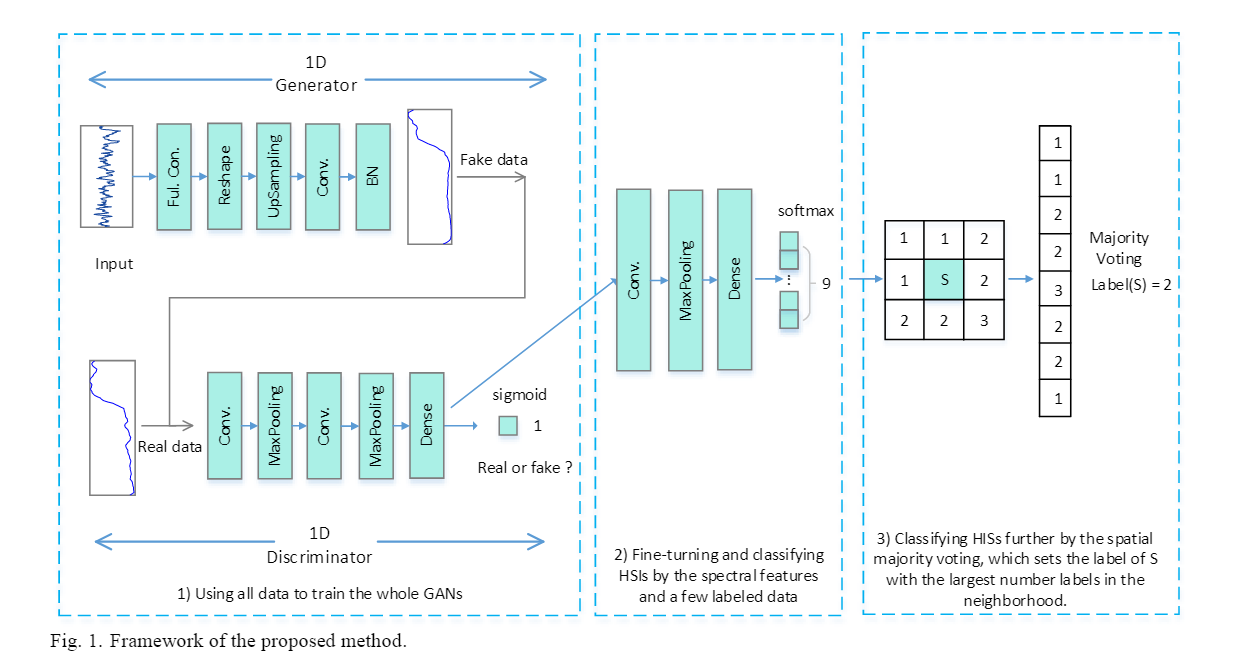 1D
Generator
Ful. Con.
Reshape
UpSampling
Conv.
BN
Fake data
Input
Real data
Conv.
MaxPooling
Conv.
MaxPooling
Dense
sigmoid
1
Real or fake ?
1D
Discriminator
1) Using all data to train the whole GANs
Conv.
MaxPooling
Dense
softmax
⋮
9
2) Fine-turning and classifying
HSIs by the spectral features
and a few labeled data
1 1 2
1 S 2
2 2 3
1
1
2
2
3
2
2
1
Majority
Voting
Label(S) = 2
3) Classifying HISs further by the spatial
majority voting, which sets the label of S
with the largest number labels in the
neighborhood.
Fig. 1. Framework of the proposed method.